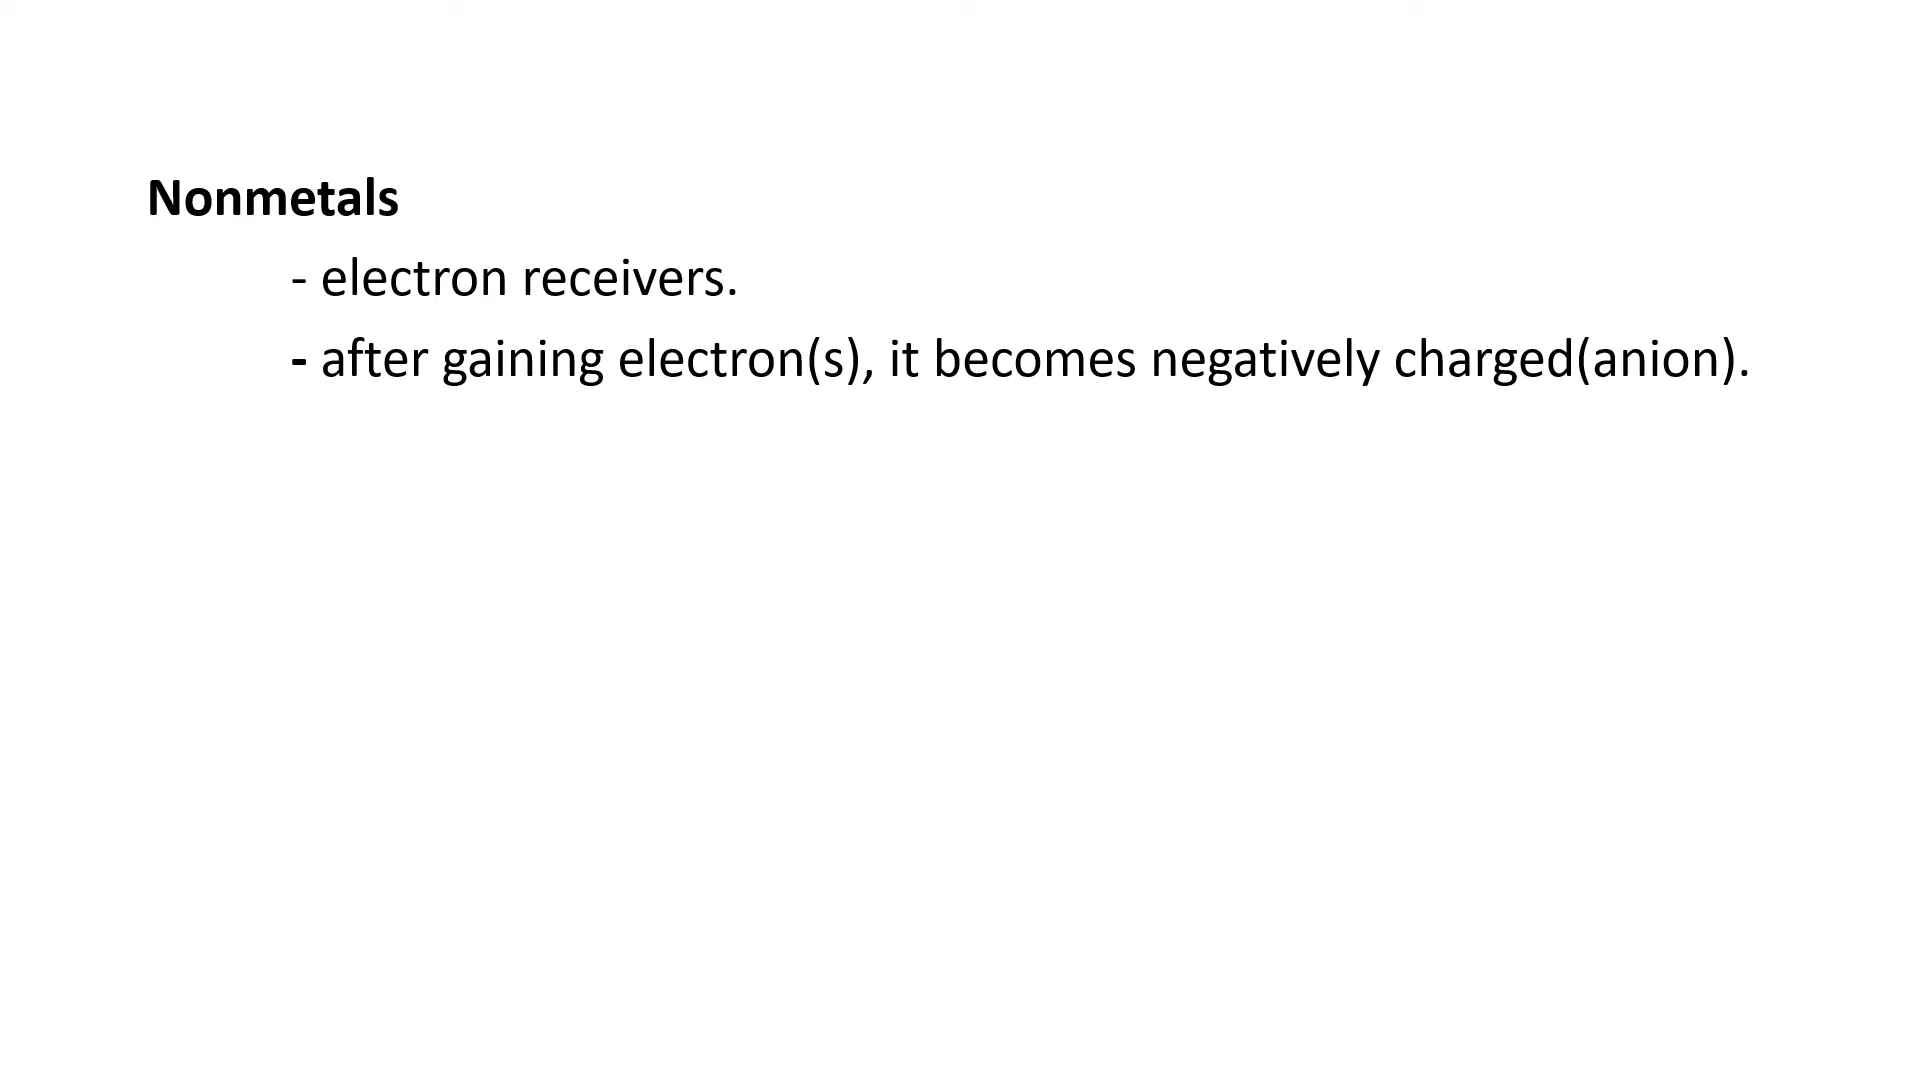 Nonmetals
- electron receivers.
- after gaining electron(s), it becomes negatively charged(anion).